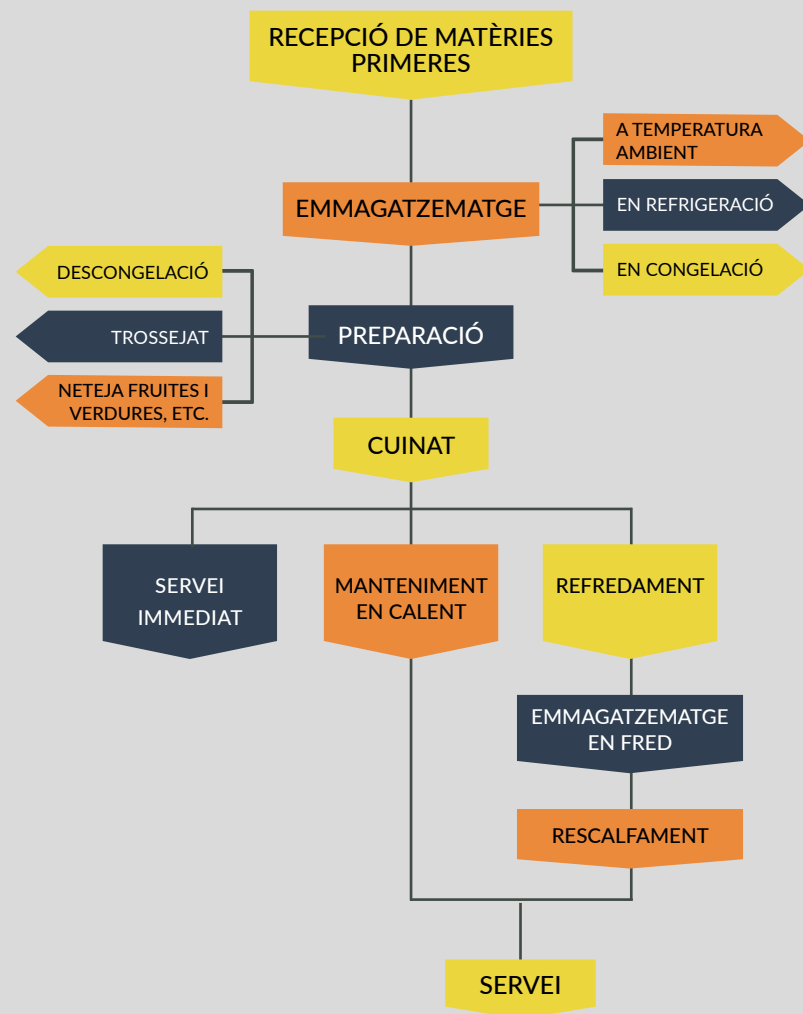 RECEPCIÓ DE MATÈRIES
PRIMERES
A TEMPERATURA
AMBIENT
EMMAGATZEMATGE
EN REFRIGERACIÓ
EN CONGELACIÓ
DESCONGELACIÓ
TROSSEJAT
PREPARACIÓ
NETEJA FRUITES I
VERDURES, ETC.
CUINAT
SERVEI
IMMEDIAT
MANTENIMENT
EN CALENT
REFREDAMENT
EMMAGATZEMATGE
EN FRED
RESCALFAMENT
SERVEI